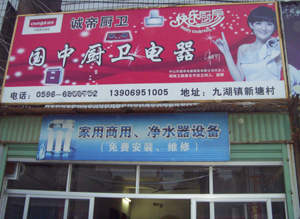 诚帝厨卫
快乐厨房
国中厨卫电器
电话：0596- 13906951005 地址：九湖镇新塘村
家用商用、净水器设备
（免费安装、维修）